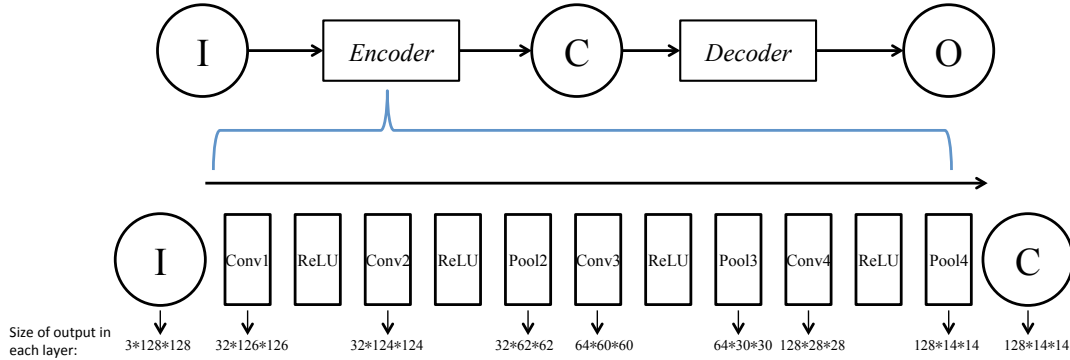 I Encoder C Decoder O
I Conv1 ReLU Conv2 ReLU Pool2 Conv3 ReLU Pool3 Conv4 ReLU Pool4 C
Size of output in
each layer:
3*128*128 32*126*126 32*124*124 32*62*62 64*60*60 64*30*30 128*28*28 128*14*14 128*14*14